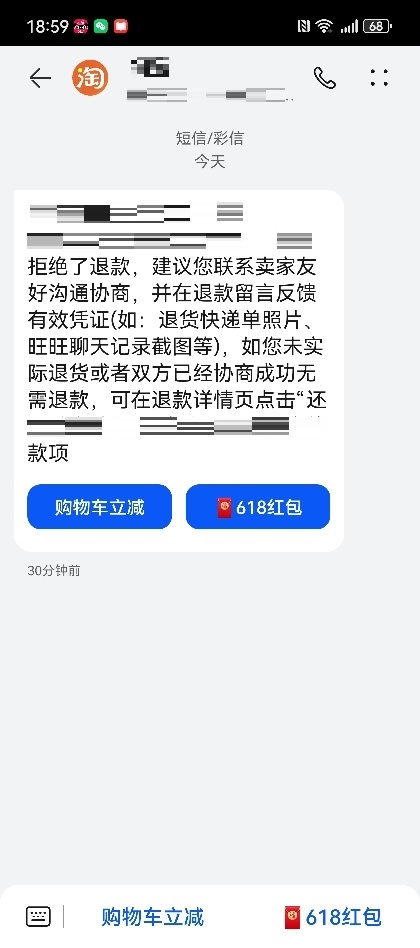 18:59
68
淘
短信/彩信
今天
拒绝了退款，建议您联系卖家友
好沟通协商，并在退款留言反馈
有效凭证(如：退货快递单照片、
旺旺聊天记录截图等)，如您未实
际退货或者双方已经协商成功无
需退款，可在退款详情页点击“还
款项
购物车立减
618红包
30分钟前
购物车立减
618红包